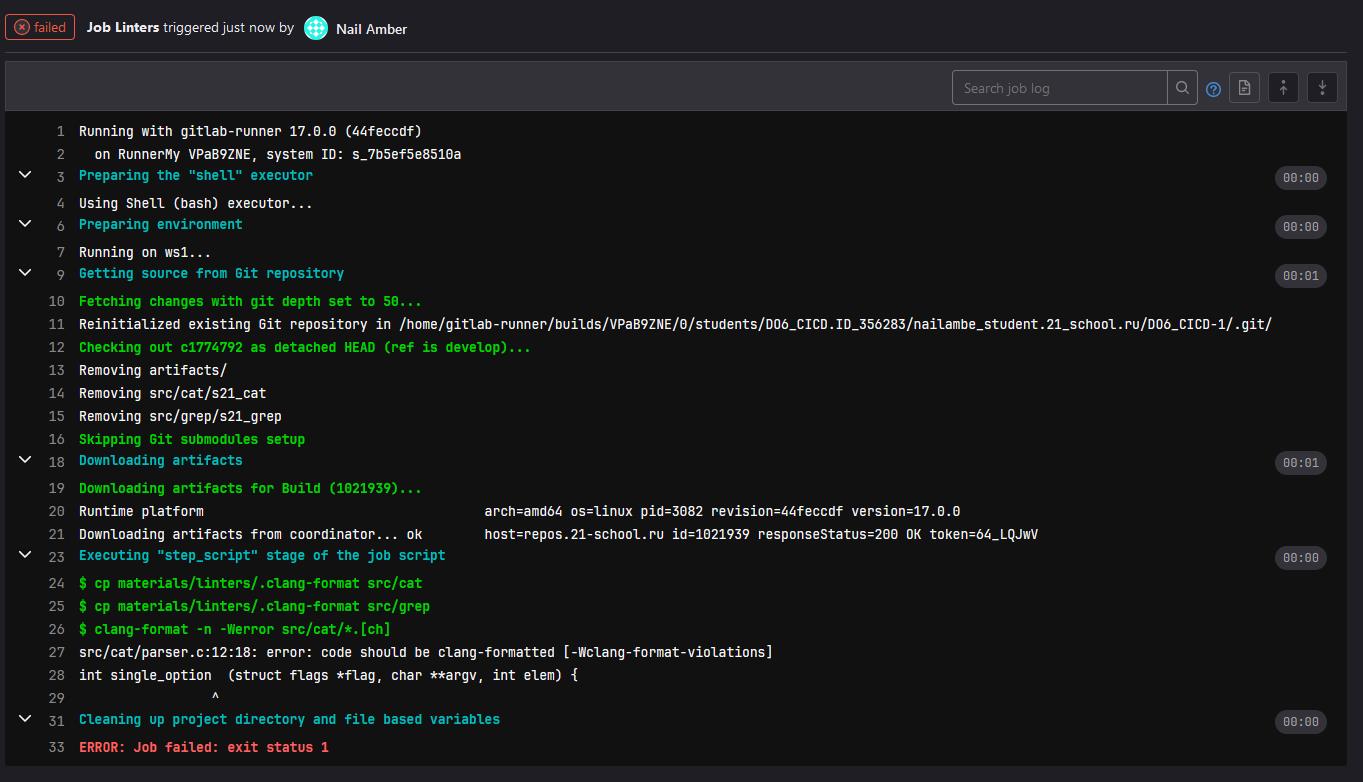 failed Job Linters triggered just now by Nail Amber
Search job log
1 Running with gitlab-runner 17.0.0 (44feccdf)
2 on RunnerMy VPaB9ZNE, system ID: s_7b5ef5e8510a
3 Preparing the "shell" executor 00:00
4 Using Shell (bash) executor...
6 Preparing environment 00:00
7 Running on ws1...
9 Getting source from Git repository 00:01
10 Fetching changes with git depth set to 50...
11 Reinitialized existing Git repository in /home/gitlab-runner/builds/VPaB9ZNE/0/students/DO6_CICD.ID_356283/nailambe_student.21_school.ru/DO6_CICD-1/.git/
12 Checking out c1774792 as detached HEAD (ref is develop)...
13 Removing artifacts/
14 Removing src/cat/s21_cat
15 Removing src/grep/s21_grep
16 Skipping Git submodules setup
18 Downloading artifacts 00:01
19 Downloading artifacts for Build (1021939)...
20 Runtime platform arch=amd64 os=linux pid=3082 revision=44feccdf version=17.0.0
21 Downloading artifacts from coordinator... ok host=repos.21-school.ru id=1021939 responseStatus=200 OK token=64_LQJwV
23 Executing "step_script" stage of the job script 00:00
24 $ cp materials/linters/.clang-format src/cat
25 $ cp materials/linters/.clang-format src/grep
26 $ clang-format -n -Werror src/cat/*.[ch]
27 src/cat/parser.c:12:18: error: code should be clang-formatted [-Wclang-format-violations]
28 int single_option  (struct flags *flag, char **argv, int elem) {
29 ^
31 Cleaning up project directory and file based variables 00:00
33 ERROR: Job failed: exit status 1